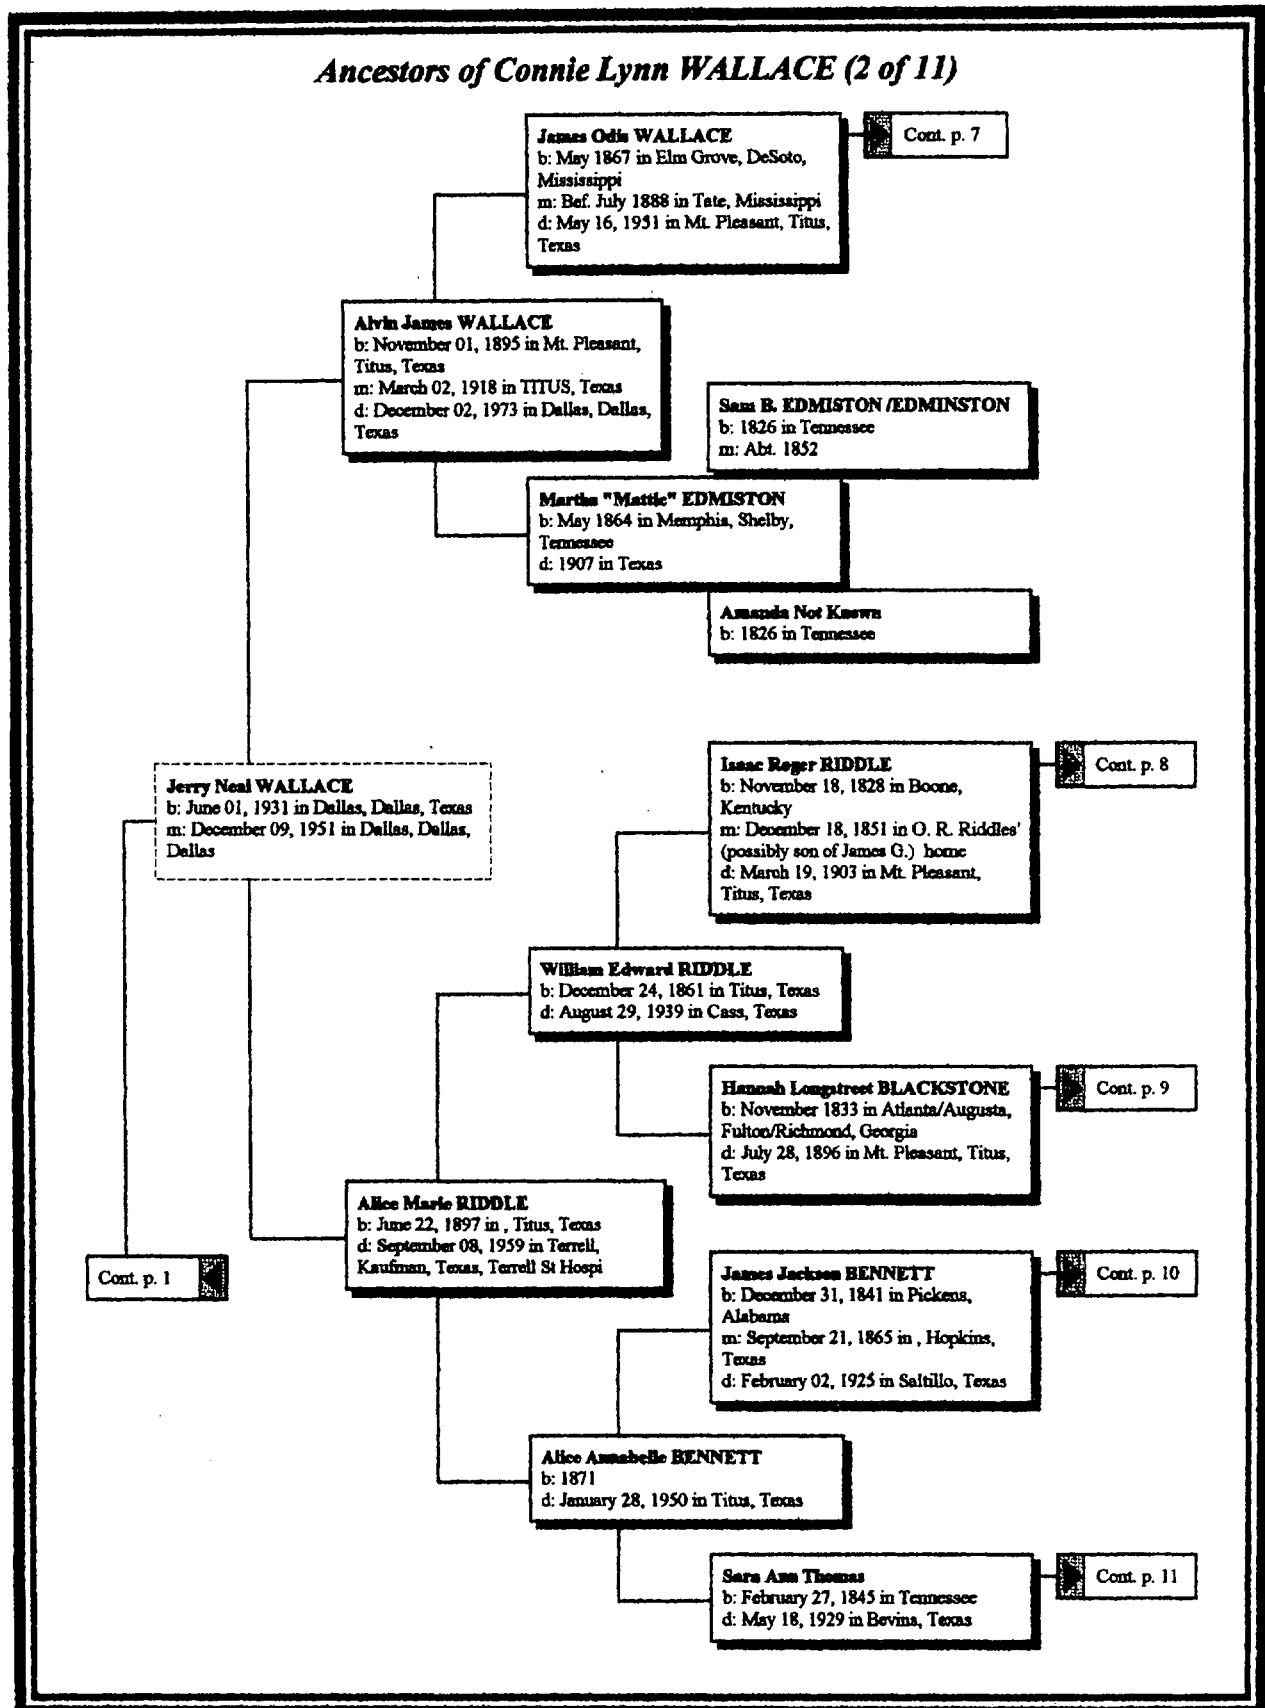 Ancestors of Connie Lynn WALLACE (2 of 11)
James Odis WALLACE
b: May 1867 in Elm Grove, DeSoto,
Mississippi
m: Bef. July 1888 in Tate, Mississippi
d: May 16, 1951 in Mt. Pleasant, Titus,
Texas
Cont. p. 7
Alvin James WALLACE
b: November 01, 1895 in Mt. Pleasant,
Titus, Texas
m: March 02, 1918 in TITUS, Texas
d: December 02, 1973 in Dallas, Dallas,
Texas
Sam B. EDMISTON /EDMINSTON
b: 1826 in Tennessee
m: Abt. 1852
Martha "Mattie" EDMISTON
b: May 1864 in Memphis, Shelby,
Tennessee
d: 1907 in Texas
Amanda Not Known
b: 1826 in Tennessee
Jerry Neal WALLACE
b: June 01, 1931 in Dallas, Dallas, Texas
m: December 09, 1951 in Dallas, Dallas,
Dallas
Isaac Roger RIDDLE
b: November 18, 1828 in Boone,
Kentucky
m: December 18, 1851 in O. R. Riddles'
(possibly son of James G.) home
d: March 19, 1903 in Mt. Pleasant,
Titus, Texas
Cont. p. 8
William Edward RIDDLE
b: December 24, 1861 in Titus, Texas
d: August 29, 1939 in Cass, Texas
Hannah Longstreet BLACKSTONE
b: November 1833 in Atlanta/Augusta,
Fulton/Richmond, Georgia
d: July 28, 1896 in Mt. Pleasant, Titus,
Texas
Cont. p. 9
Alice Marie RIDDLE
b: June 22, 1897 in , Titus, Texas
d: September 08, 1959 in Terrell,
Kaufman, Texas, Terrell St Hospi
Cont. p. 1
James Jackson BENNETT
b: December 31, 1841 in Pickens,
Alabama
m: September 21, 1865 in , Hopkins,
Texas
d: February 02, 1925 in Saltillo, Texas
Cont. p. 10
Alice Annabelle BENNETT
b: 1871
d: January 28, 1950 in Titus, Texas
Sara Ann Thomas
b: February 27, 1845 in Tennessee
d: May 18, 1929 in Bevins, Texas
Cont. p. 11